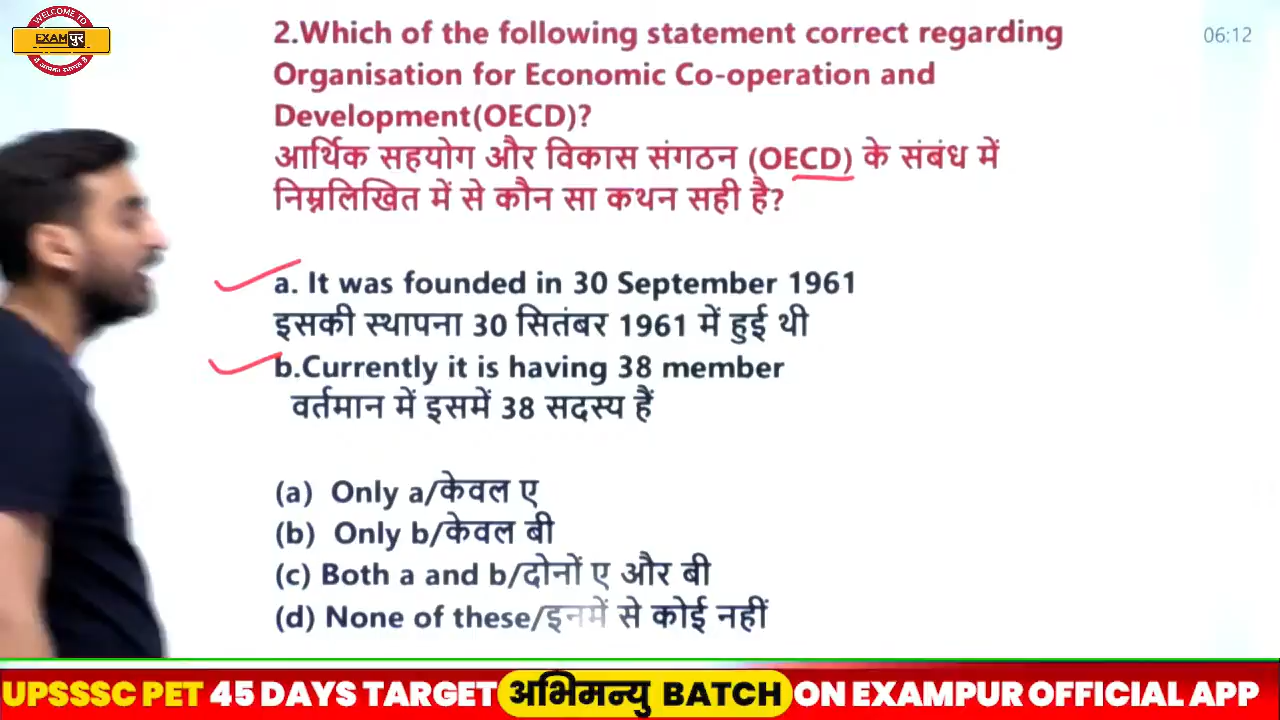 WELCOME TO
EXAMपुर
2.Which of the following statement correct regarding
Organisation for Economic Co-operation and
Development(OECD)?
आर्थिक सहयोग और विकास संगठन (OECD) के संबंध में
निम्नलिखित में से कौन सा कथन सही है?
06:12
a. It was founded in 30 September 1961
इसकी स्थापना 30 सितंबर 1961 में हुई थी
b.Currently it is having 38 member
वर्तमान में इसमें 38 सदस्य हैं
(a) Only a/केवल ए
(b) Only b/केवल बी
(c) Both a and b/दोनों ए और बी
(d) None of these/इनमें से कोई नहीं
UPSSSC PET 45 DAYS TARGET अभिमन्यु BATCH ON EXAMPUR OFFICIAL APP